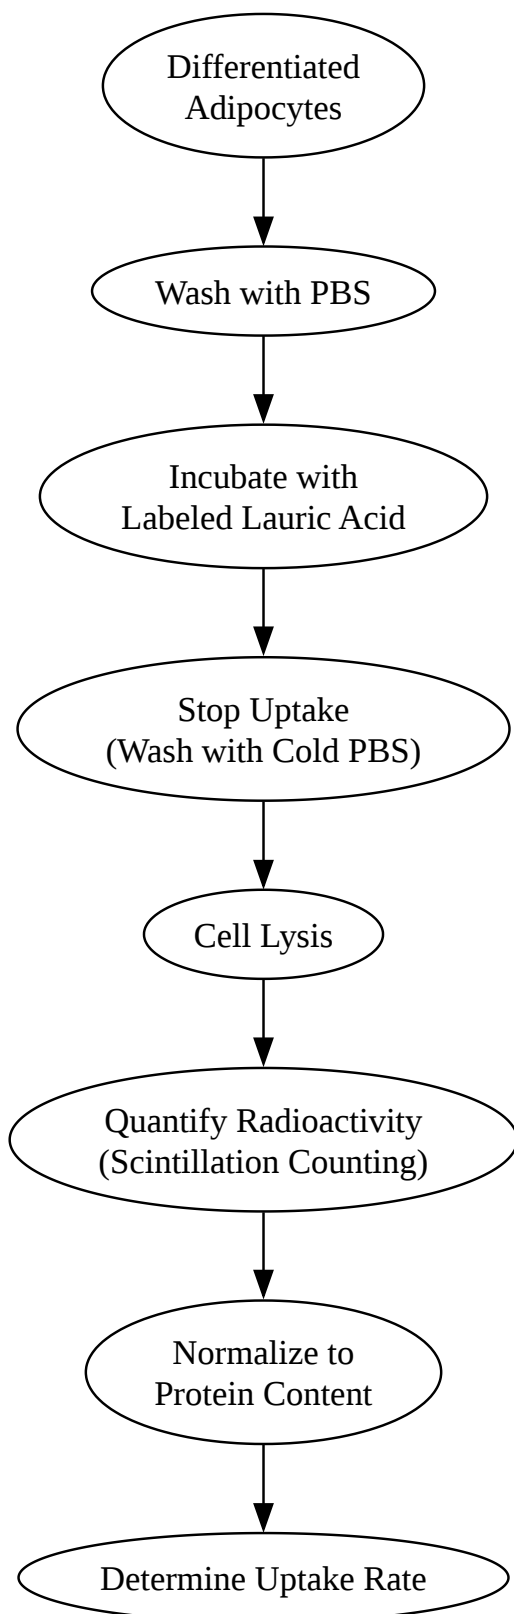 Differentiated
Adipocytes
Wash with PBS
Incubate with
Labeled Lauric Acid
Stop Uptake
(Wash with Cold PBS)
Cell Lysis
Quantify Radioactivity
(Scintillation Counting)
Normalize to
Protein Content
Determine Uptake Rate